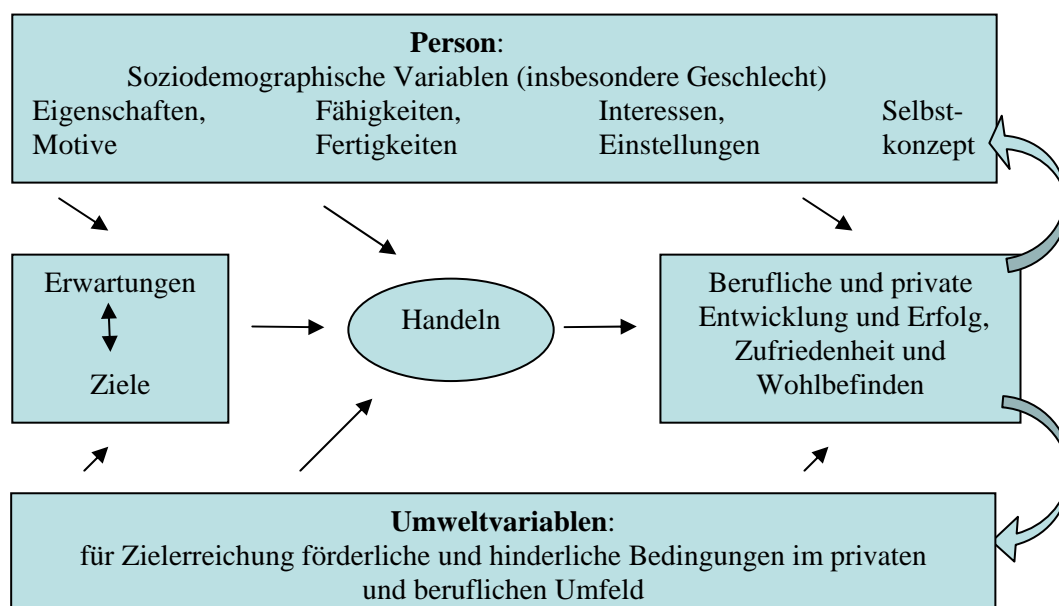 Person:
Soziodemographische Variablen (insbesondere Geschlecht)
Eigenschaften, Fähigkeiten, Interessen, Selbst-
Motive Fertigkeiten Einstellungen konzept
Erwartungen
Ziele
Handeln
Berufliche und private
Entwicklung und Erfolg,
Zufriedenheit und
Wohlbefinden
Umweltvariablen:
für Zielerreichung förderliche und hinderliche Bedingungen im privaten
und beruflichen Umfeld